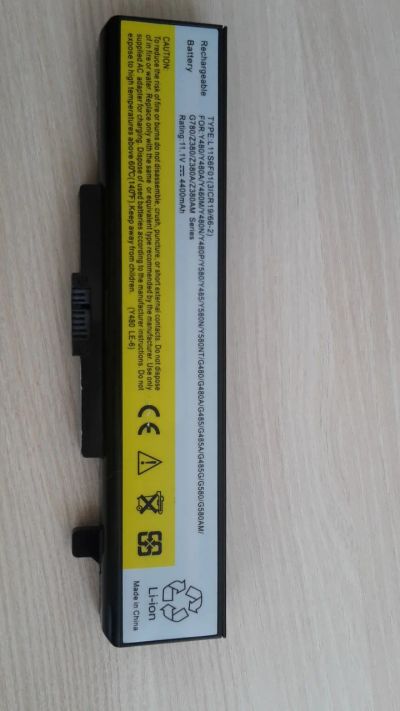 Rechargeable
Battery
TYPE:L11S6F01(3ICR19/66-2)
FOR:Y480/Y480A/Y480M/Y480N/Y480P/Y580/Y485/Y580N/Y580NT/G480/G480A/G485/G485A/G485G/G580/G580AM/
G780/Z380/Z380A/Z380AM Series
Rating:11.1V⎓ 4400mAh
CAUTION:
To reduce the risk of fire or burns do not disassemble, crush, puncture, or short external contacts. Do not dispose
of in fire or water. Replace only with the same or equivalent type recommended by the manufacturer. Use only
supplied AC adapter for charging. Dispose of used batteries according to the manufacturer instructions. Do not
expose to temperatures above 60℃(140℉).Keep away from children.
(Y480 LE-6)
CE
Li-ion
Made in China